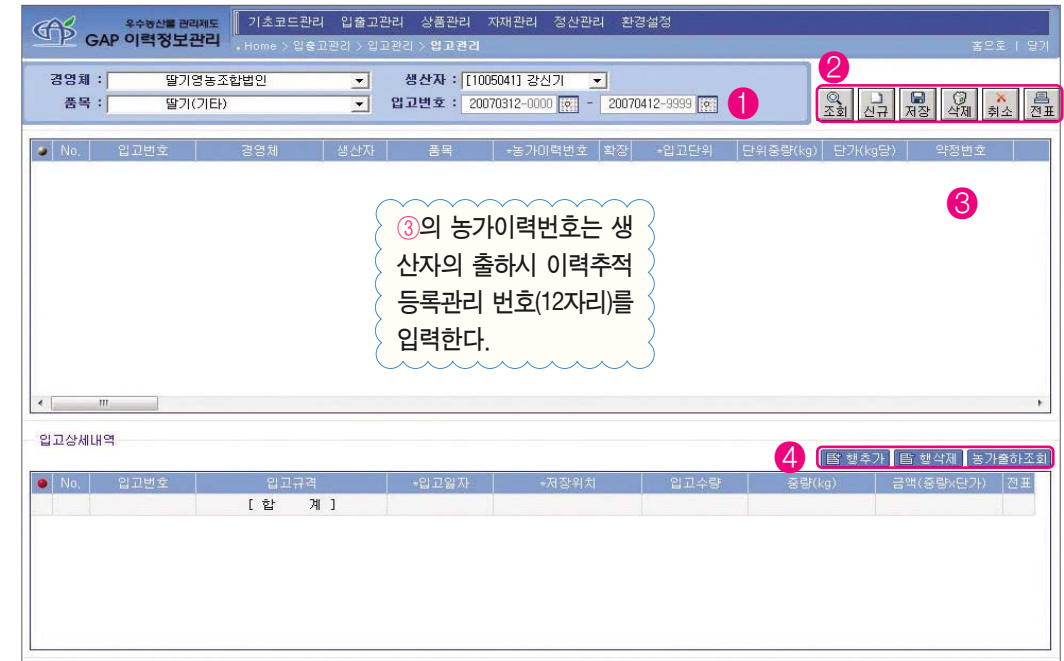 우수농산물 관리제도
GAP 이력정보관리
기초코드관리 입출고관리 상품관리 자재관리 정산관리 환경설정
Home > 입출고관리 > 입고관리 > 입고관리
홈으로 | 닫기
경영체 : 딸기영농조합법인 생산자 : [1005041] 강신기
품목 : 딸기(기타) 입고번호 : 20070312-0000 - 20070412-9999
1
2
조회 신규 저장 삭제 취소 전표
No. 입고번호 경영체 생산자 품목 *농가이력번호 확장 *입고단위 단위중량(kg) 단가(kg당) 약정번호
3
③의 농가이력번호는 생
산자의 출하시 이력추적
등록관리 번호(12자리)를
입력한다.
입고상세내역
4
행추가 행삭제 농가출하조회
No. 입고번호 입고규격 *입고일자 *저장위치 입고수량 중량(kg) 금액(중량x단가) 전표
[ 합 계 ]